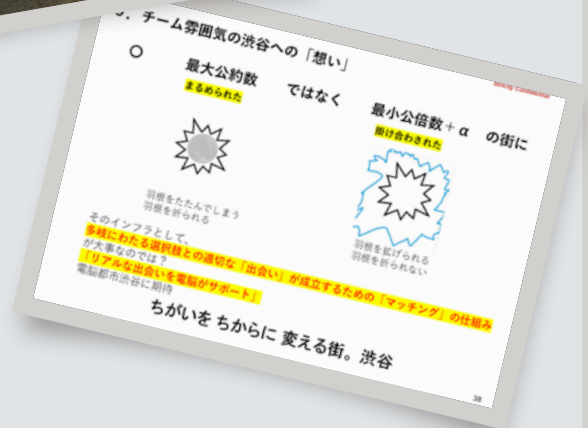 ．チーム雰囲気の渋谷への「想い」
Strictly Confidential
〇
最大公約数 ではなく 最小公倍数＋α の街に
まるめられた
掛け合わされた
羽根をたたんでしまう
羽根を折られる
羽根を拡げられる
羽根を折られない
そのインフラとして、
多岐にわたる選択肢との適切な「出会い」が成立するための「マッチング」の仕組み
が大事なのでは？
「リアルな出会いを電脳がサポート」
電脳都市渋谷に期待
ちがいを ちからに 変える街。渋谷
38